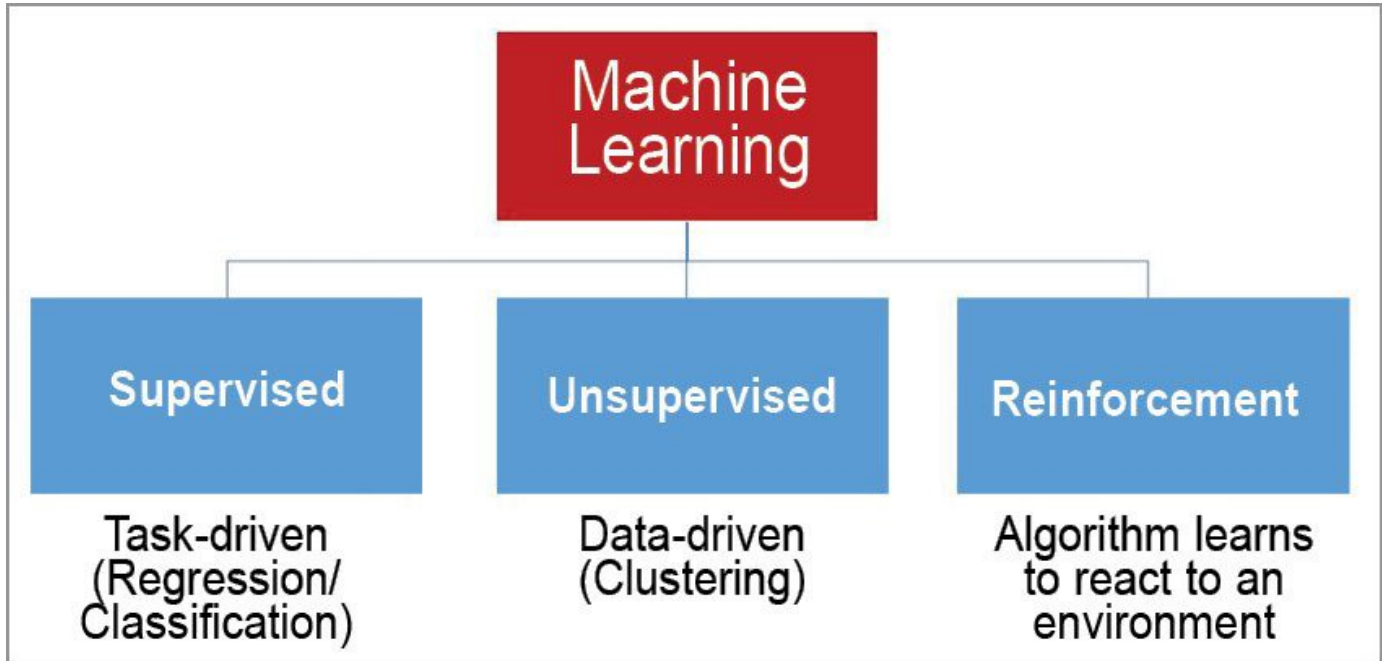 Machine
Learning
Supervised
Unsupervised
Reinforcement
Task-driven
(Regression/
Classification)
Data-driven
(Clustering)
Algorithm learns
to react to an
environment